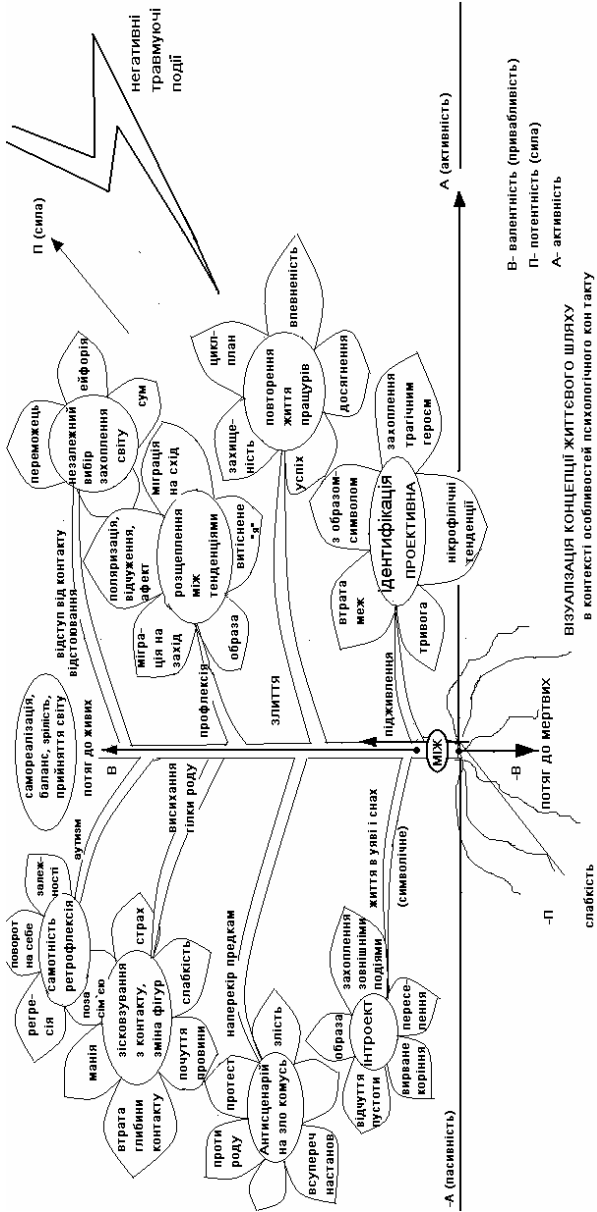 негативні
травмуючі
події
П (сила)
переможець
ейфорія
незалежний
вибір
захоплення
світу
сум
відступ від контакту
відстоювання
поляризація,
відчуження,
афект
міграція
на схід
розщеплення
між
тенденціями
мігра-
ція на
захід
образа
витіснене
"я"
профлексія
цикл-
план
впевненість
захище-
ність
повторення
життя
пращурів
досягнення
успіх
злиття
з образом-
символом
захоплення
трагічним
героєм
втрата
меж
ідентифікація
ПРОЕКТИВНА
тривога
нікрофілічні
тенденції
підживлення
А (активність)
самореалізація,
баланс, зрілість,
прийняття світу
потяг до живих
В
між
-В
потяг до мертвих
поворот
на себе
залеж-
ності
самотність
ретрофлексія
регре-
сія
поза
сім'єю
аутизм
манія
страх
зісковзування
з контакту,
зміна фігур
слабкість
втрата
глибини
контакту
почуття
провини
висихання
гілки роду
протест
злість
проти
роду
Антисценарій
на зло комусь
всупереч
настанов
наперекір предкам
образа
захоплення
зовнішніми
подіями
відчуття
пустоти
інтроект
вирване
коріння
пересе-
лення
життя в уяві і снах
(символічне)
-А (пасивність)
-П
слабкість
В- валентність (привабливість)
П- потентність (сила)
А- активність
ВІЗУАЛІЗАЦІЯ КОНЦЕПЦІЇ ЖИТТЄВОГО ШЛЯХУ
в контексті особливостей психологічного кон такту